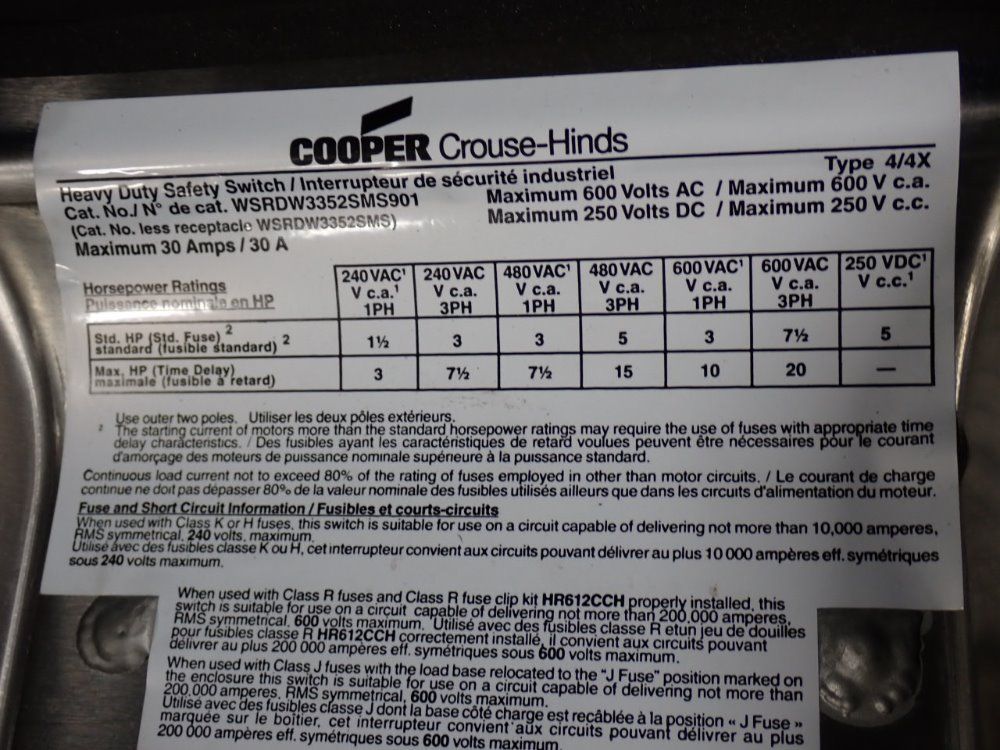 COOPER Crouse-Hinds
Heavy Duty Safety Switch / Interrupteur de sécurité industriel
Type 4/4X
Cat. No./ N° de cat. WSRDW3352SMS901
Maximum 600 Volts AC / Maximum 600 V c.a.
(Cat. No. less receptacle WSRDW3352SMS)
Maximum 250 Volts DC / Maximum 250 V c.c.
Maximum 30 Amps / 30 A
Horsepower Ratings
Puissance nominale en HP
240 VAC¹ 240 VAC 480 VAC¹ 480 VAC 600 VAC¹ 600 VAC 250 VDC¹
V c.a.¹ V c.a. V c.a. V c.a. V c.a. V c.a. V c.c.¹
1PH 3PH 1PH 3PH 1PH 3PH
Std. HP (Std. Fuse) ²
standard (fusible standard) ²
1½ 3 3 5 3 7½ 5
Max. HP (Time Delay)
maximale (fusible à retard)
3 7½ 7½ 15 10 20 —
Use outer two poles. Utiliser les deux pôles extérieurs.
² The starting current of motors more than the standard horsepower ratings may require the use of fuses with appropriate time
delay characteristics. / Des fusibles ayant les caractéristiques de retard voulues peuvent être nécessaires pour le courant
d'amorçage des moteurs de puissance nominale supérieure à la puissance standard.
Continuous load current not to exceed 80% of the rating of fuses employed in other than motor circuits. / Le courant de charge
continue ne doit pas dépasser 80% de la valeur nominale des fusibles utilisés ailleurs que dans les circuits d'alimentation du moteur.
Fuse and Short Circuit Information / Fusibles et courts-circuits
When used with Class K or H fuses, this switch is suitable for use on a circuit capable of delivering not more than 10,000 amperes,
RMS symmetrical, 240 volts, maximum.
Utilisé avec des fusibles classe K ou H, cet interrupteur convient aux circuits pouvant délivrer au plus 10 000 ampères eff. symétriques
sous 240 volts maximum.
When used with Class R fuses and Class R fuse clip kit HR612CCH properly installed, this
switch is suitable for use on a circuit capable of delivering not more than 200,000 amperes,
RMS symmetrical, 600 volts maximum. Utilisé avec des fusibles classe R etun jeu de douilles
pour fusibles classe R HR612CCH correctement installé, il convient aux circuits pouvant
délivrer au plus 200 000 ampères eff. symétriques sous 600 volts maximum.
When used with Class J fuses with the load base relocated to the "J Fuse" position marked on
the enclosure this switch is suitable for use on a circuit capable of delivering not more than
200,000 amperes, RMS symmetrical, 600 volts maximum.
Utilisé avec des fusibles classe J dont la base côté charge est recâblée à la position « J Fuse »
marquée sur le boîtier, cet interrupteur convient aux circuits pouvant délivrer au plus
200 000 ampères eff. symétriques sous 600 volts maximum.